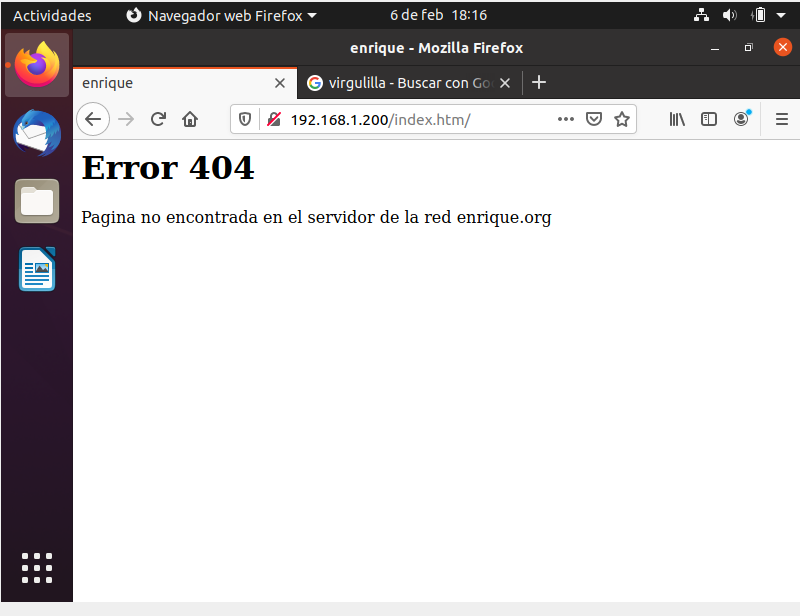 Actividades Navegador web Firefox 6 de feb 18:16
enrique - Mozilla Firefox
enrique virgulilla - Buscar con Go
192.168.1.200/index.htm/
Error 404
Pagina no encontrada en el servidor de la red enrique.org